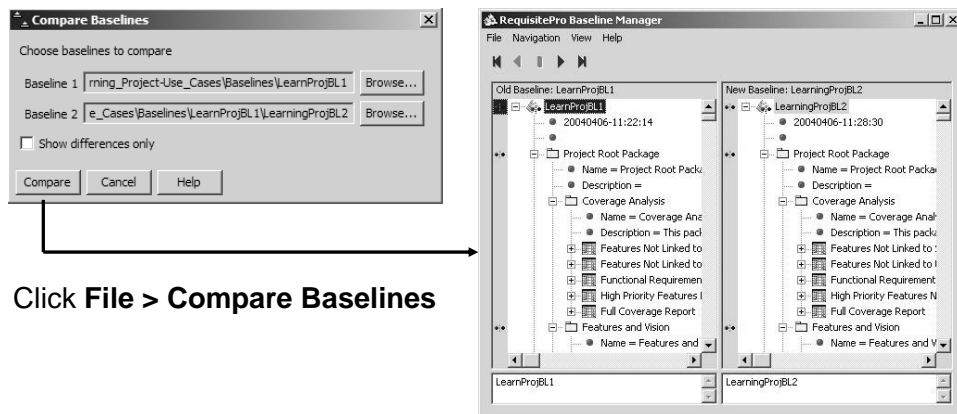 Compare Baselines
Choose baselines to compare
Baseline 1 rning_Project-Use_Cases\Baselines\LearnProjBL1 Browse...
Baseline 2 e_Cases\Baselines\LearnProjBL1\LearningProjBL2 Browse...
Show differences only
Compare Cancel Help
Click File > Compare Baselines
RequisitePro Baseline Manager
File Navigation View Help
Old Baseline: LearnProjBL1
LearnProjBL1
20040406-11:22:14
Project Root Package
Name = Project Root Packa
Description =
Coverage Analysis
Name = Coverage Ana
Description = This pack
Features Not Linked to
Features Not Linked to
Functional Requiremen
High Priority Features
Full Coverage Report
Features and Vision
Name = Features and
LearnProjBL1
New Baseline: LearningProjBL2
LearningProjBL2
20040406-11:28:30
Project Root Package
Name = Project Root Packa
Description =
Coverage Analysis
Name = Coverage Anal
Description = This packa
Features Not Linked to
Features Not Linked to
Functional Requirement
High Priority Features N
Full Coverage Report
Features and Vision
Name = Features and V
LearningProjBL2